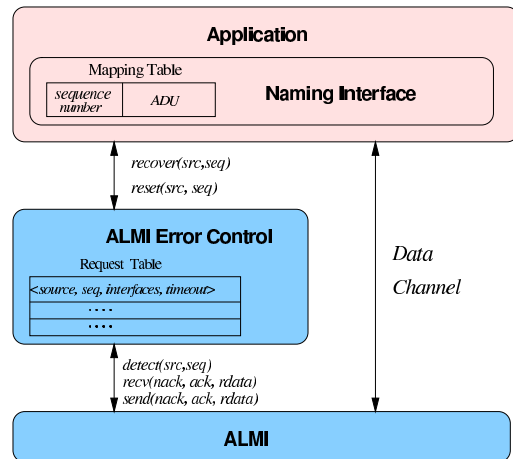 Application
Mapping Table
sequence number
ADU
Naming Interface
recover(src,seq)
reset(src, seq)
ALMI Error Control
Request Table
<source, seq, interfaces, timeout>
....
....
Data
Channel
detect(src,seq)
recv(nack, ack, rdata)
send(nack, ack, rdata)
ALMI